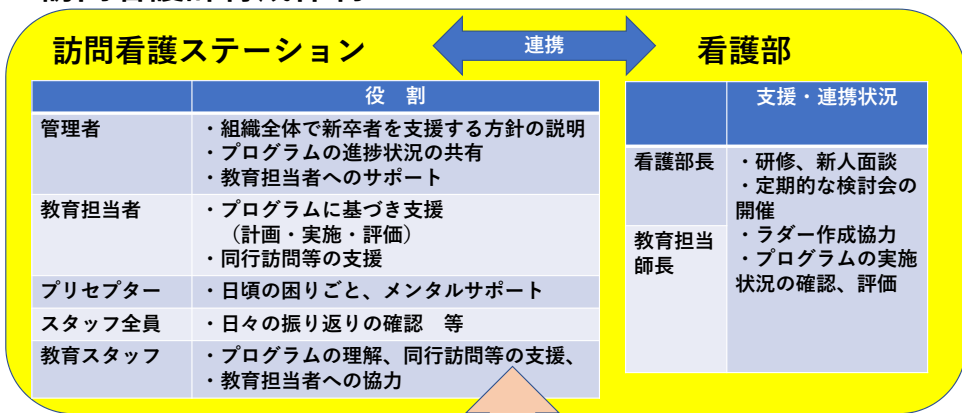 訪問看護ステーション
連携
看護部
役　割
管理者
・組織全体で新卒者を支援する方針の説明
・プログラムの進捗状況の共有
・教育担当者へのサポート
教育担当者
・プログラムに基づき支援
（計画・実施・評価）
・同行訪問等の支援
プリセプター
・日頃の困りごと、メンタルサポート
スタッフ全員
・日々の振り返りの確認　等
教育スタッフ
・プログラムの理解、同行訪問等の支援、
・教育担当者への協力
支援・連携状況
看護部長
教育担当
師長
・研修、新人面談
・定期的な検討会の
開催
・ラダー作成協力
・プログラムの実施
状況の確認、評価